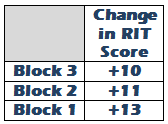 Change
in RIT
Score
Block 3 +10
Block 2 +11
Block 1 +13